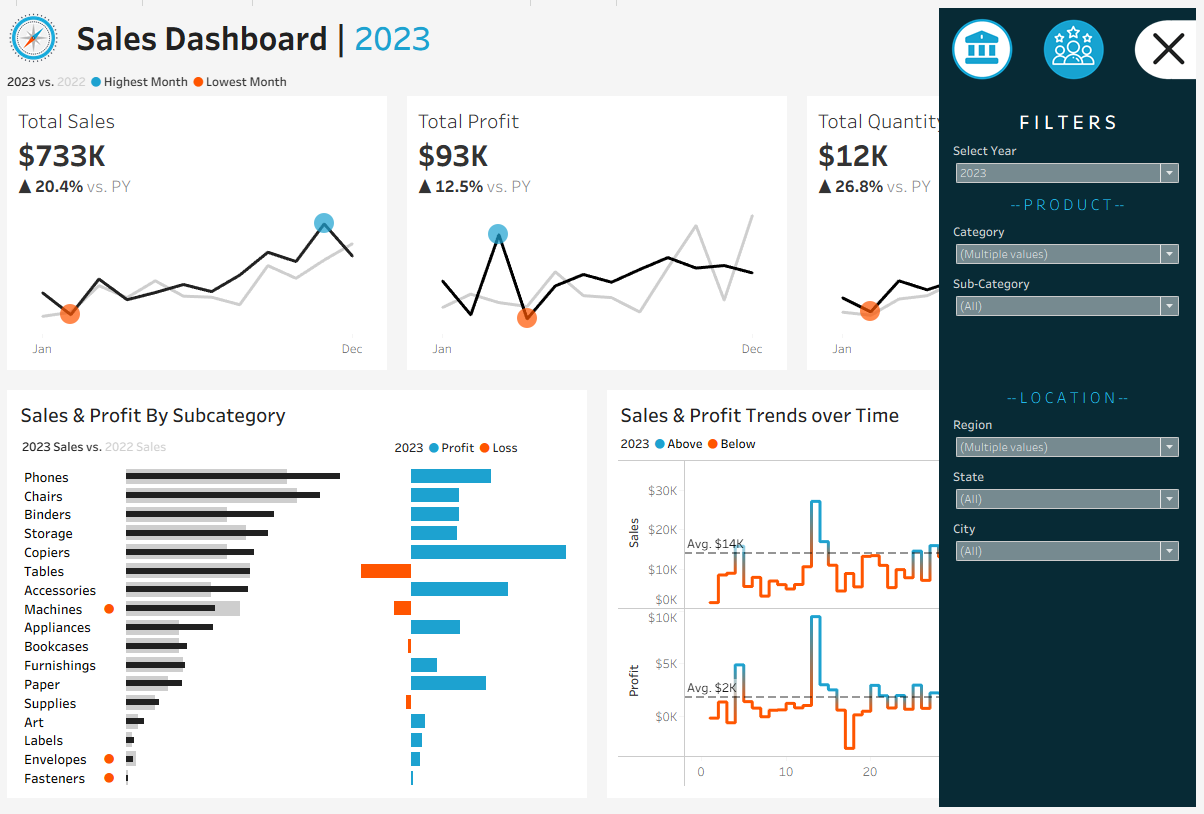 Sales Dashboard | 2023
2023 vs. 2022 Highest Month Lowest Month
Total Sales
$733K
▲ 20.4% vs. PY
Jan Dec
Total Profit
$93K
▲ 12.5% vs. PY
Jan Dec
Total Quantity
$12K
▲ 26.8% vs. PY
Jan
Sales & Profit By Subcategory
2023 Sales vs. 2022 Sales
2023 Profit Loss
Phones
Chairs
Binders
Storage
Copiers
Tables
Accessories
Machines
Appliances
Bookcases
Furnishings
Paper
Supplies
Art
Labels
Envelopes
Fasteners
Sales & Profit Trends over Time
2023 Above Below
Sales
$30K
$20K
Avg. $14K
$10K
$0K
Profit
$10K
$5K
Avg. $2K
$0K
0 10 20
FILTERS
Select Year
2023
--PRODUCT--
Category
(Multiple values)
Sub-Category
(All)
--LOCATION--
Region
(Multiple values)
State
(All)
City
(All)